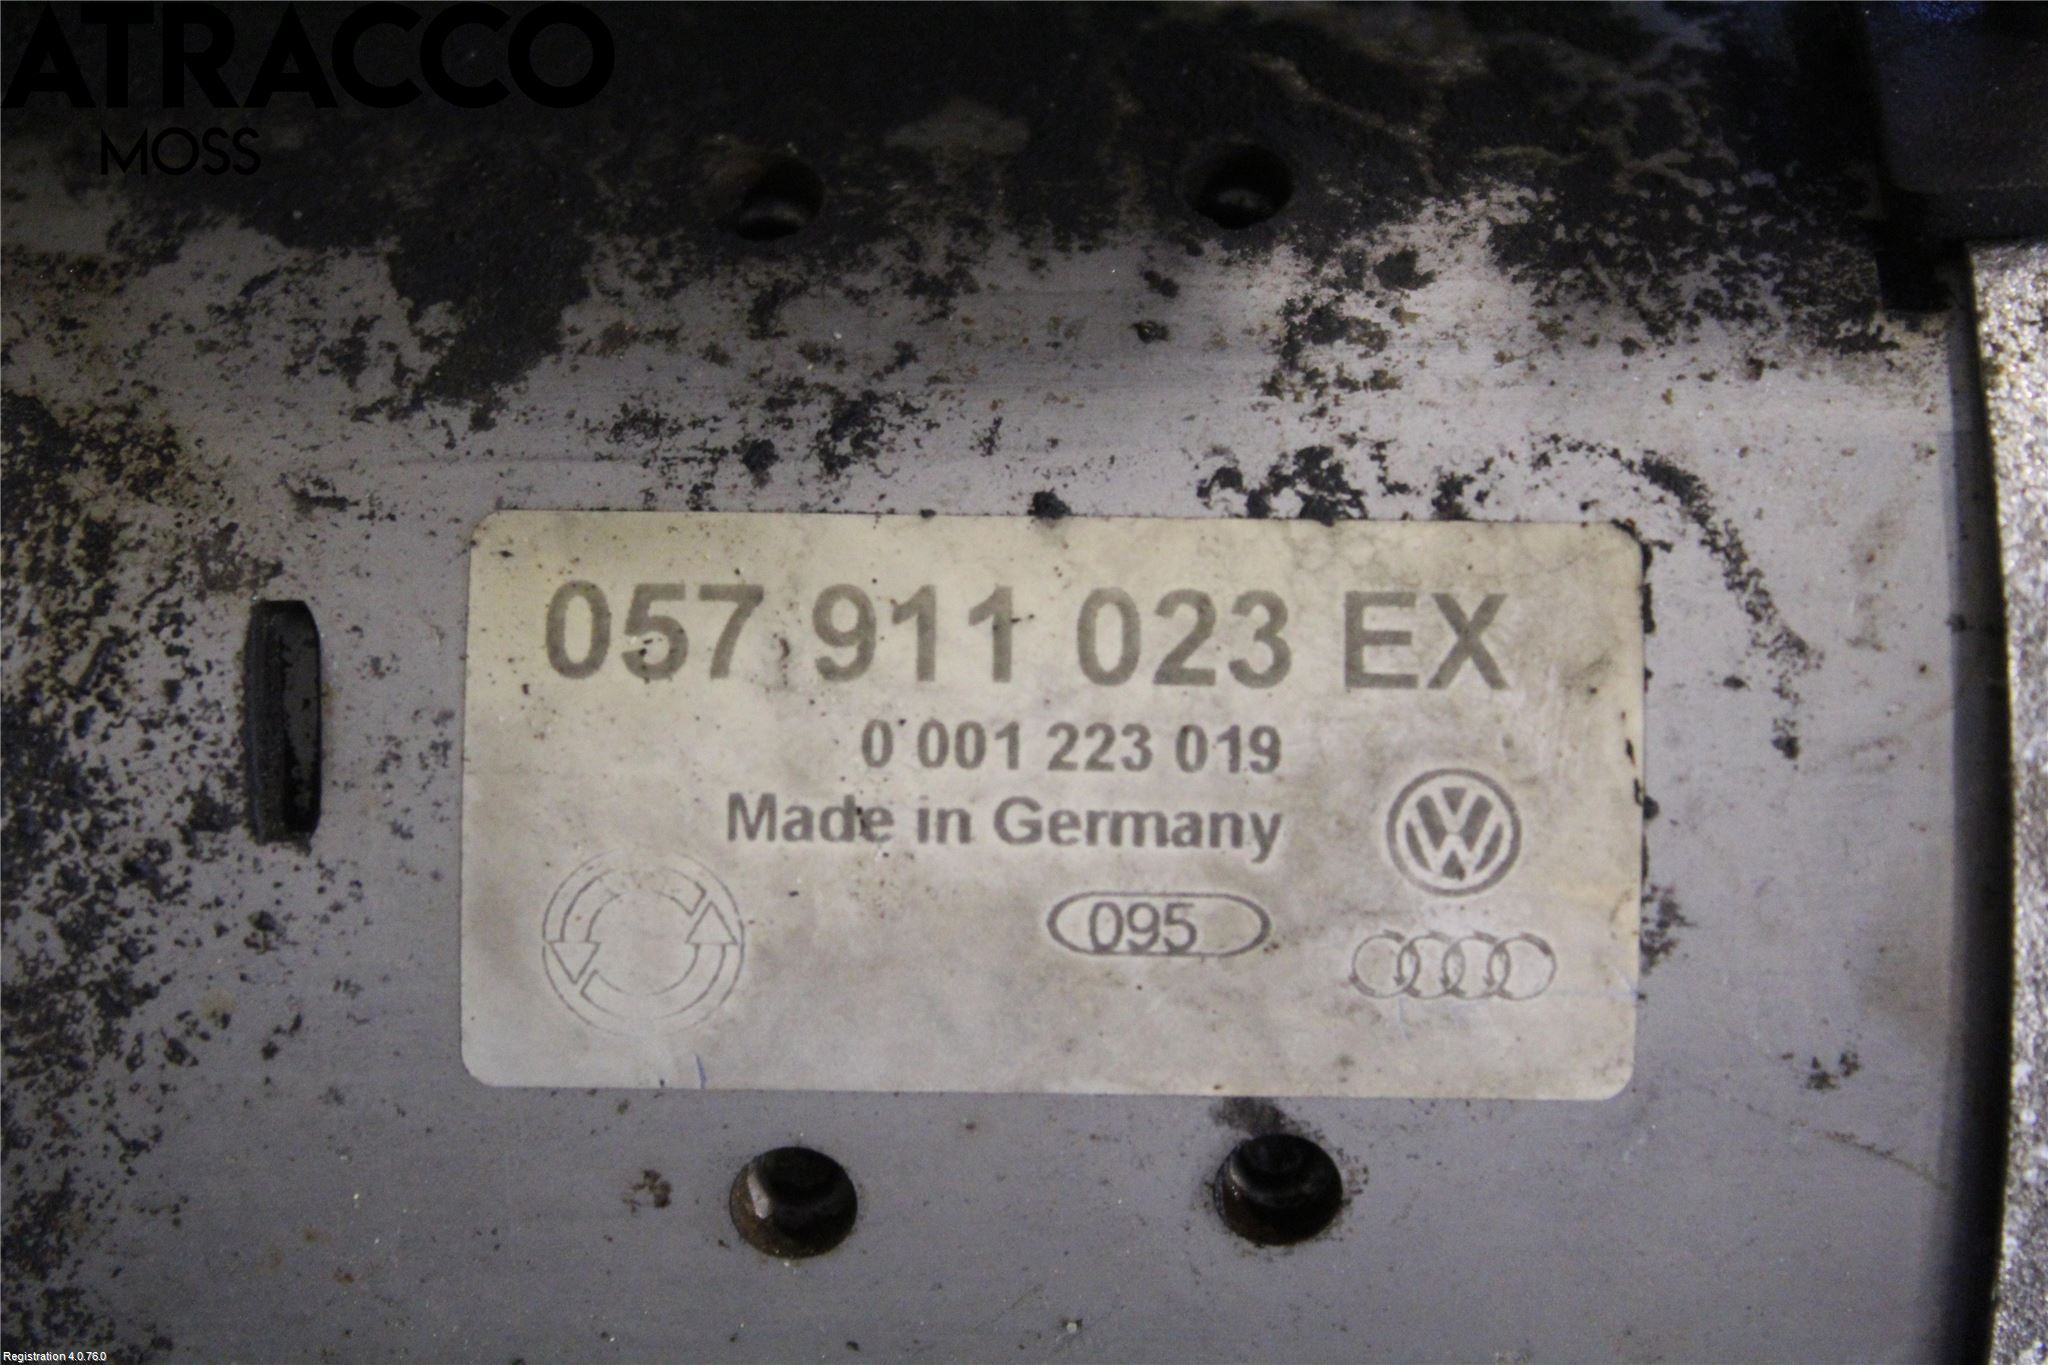 ATRACCO
MOSS
057 911 023 EX
0 001 223 019
Made in Germany
095
Registration 4.0.76.0